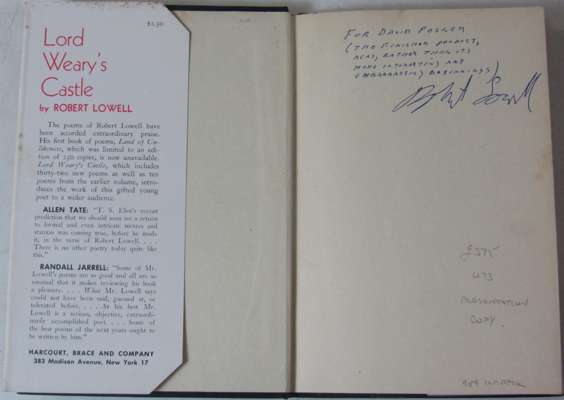 $2.50
Lord
Weary's
Castle
by ROBERT LOWELL
The poems of Robert Lowell have
been accorded extraordinary praise.
His first book of poems, Land of Un-
likeness, which was limited to an edi-
tion of 250 copies, is now unavailable.
Lord Weary's Castle, which includes
thirty-two new poems as well as ten
poems from the earlier volume, intro-
duces the work of this gifted young
poet to a wider audience.
ALLEN TATE: "T. S. Eliot's recent
prediction that we should soon see a return
to formal and even intricate metres and
stanzas was coming true, before he made
it, in the verse of Robert Lowell . . .
There is no other poetry today quite like
this."
RANDALL JARRELL: "Some of Mr.
Lowell's poems are so good and all are so
unusual that it makes reviewing his book
a pleasure. . . . What Mr. Lowell says
could not have been said, guessed at, or
tolerated before. . . . At his best Mr.
Lowell is a serious, objective, extraordi-
narily accomplished poet. . . . Some of
the best poems of the next years ought to
be written by him."
HARCOURT, BRACE AND COMPANY
383 Madison Avenue, New York 17
FOR DAVID POSNER
(THE FINISHED PRODUCT,
ALAS, RATHER THAN ITS
MORE INTERESTING AND
EMBARRASSING BEGINNINGS)
Robert Lowell
PRESENTATION
COPY.